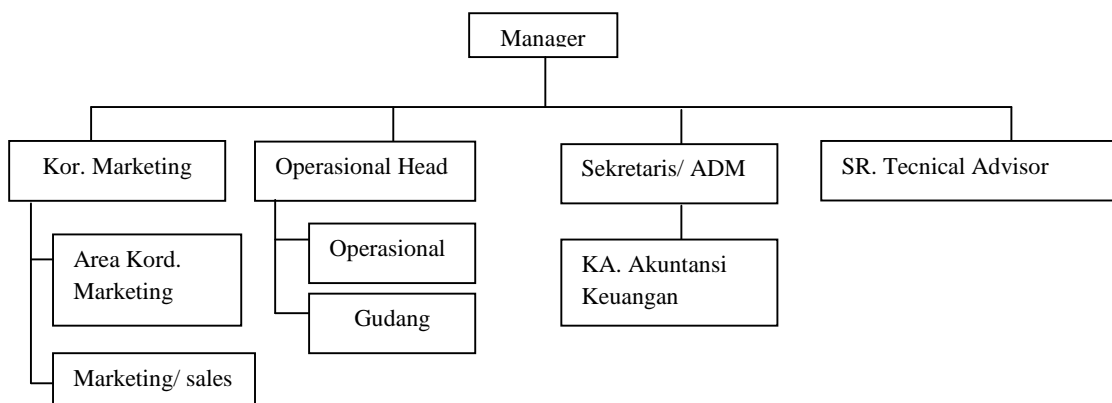 Manager
Kor. Marketing
Operasional Head
Sekretaris/ ADM
SR. Tecnical Advisor
Area Kord.
Marketing
Operasional
KA. Akuntansi
Keuangan
Gudang
Marketing/ sales